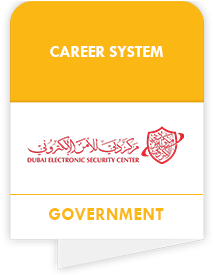 CAREER SYSTEM
مركز دبي للأمن الإلكتروني
DUBAI ELECTRONIC SECURITY CENTER
GOVERNMENT